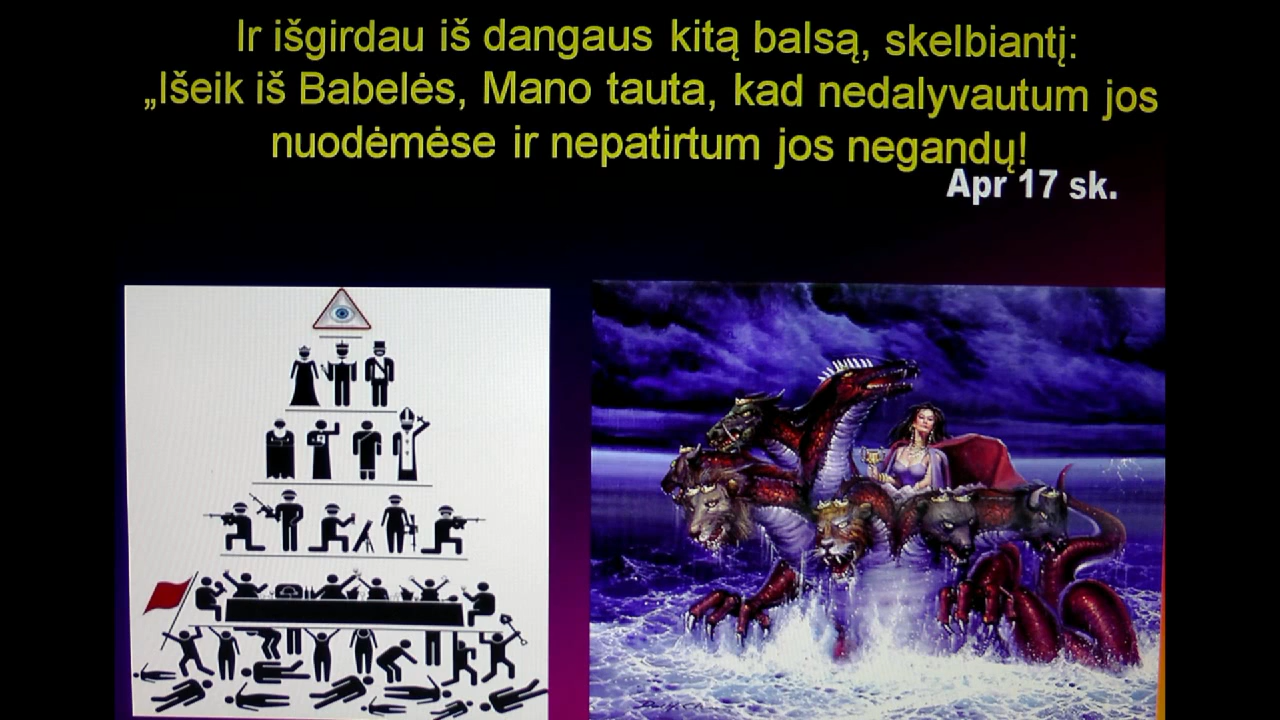 Ir išgirdau iš dangaus kitą balsą, skelbiantį:
„Išeik iš Babelės, Mano tauta, kad nedalyvautum jos
nuodėmėse ir nepatirtum jos negandų!
Apr 17 sk.